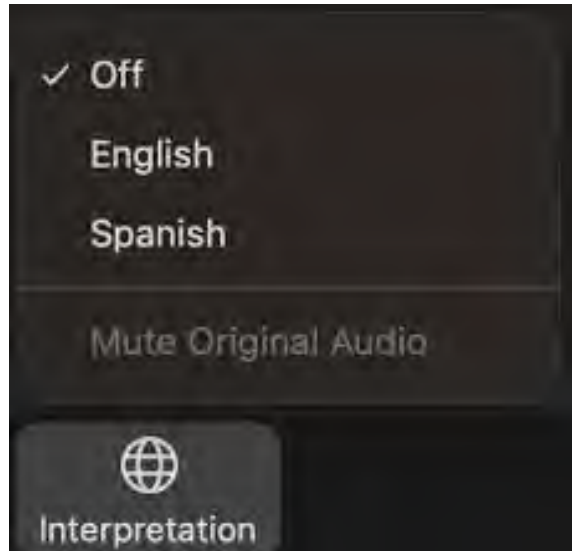 Off
English
Spanish
Mute Original Audio
Interpretation